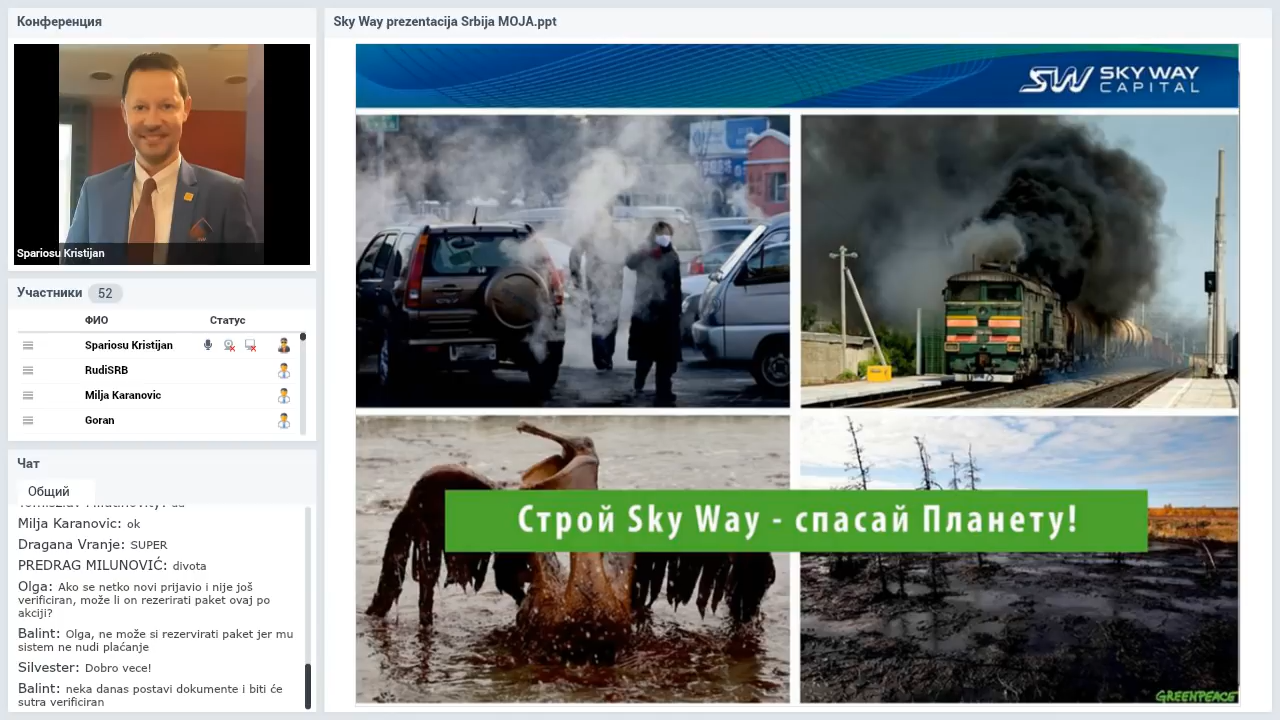 Конференция
Spariosu Kristijan
Участники 52
ФИО Статус
Spariosu Kristijan
RudiSRB
Milja Karanovic
Goran
Чат
Общий
Milja Karanovic: ok
Dragana Vranje: SUPER
PREDRAG MILUNOVIĆ: divota
Olga: Ako se netko novi prijavio i nije još
verificiran, može li on rezerirati paket ovaj po
akciji?
Balint: Olga, ne može si rezervirati paket jer mu
sistem ne nudi plaćanje
Silvester: Dobro vece!
Balint: neka danas postavi dokumente i biti će
sutra verificiran
Sky Way prezentacija Srbija MOJA.ppt
SW SKY WAY
CAPITAL
Строй Sky Way - спасай Планету!
GREENPEACE